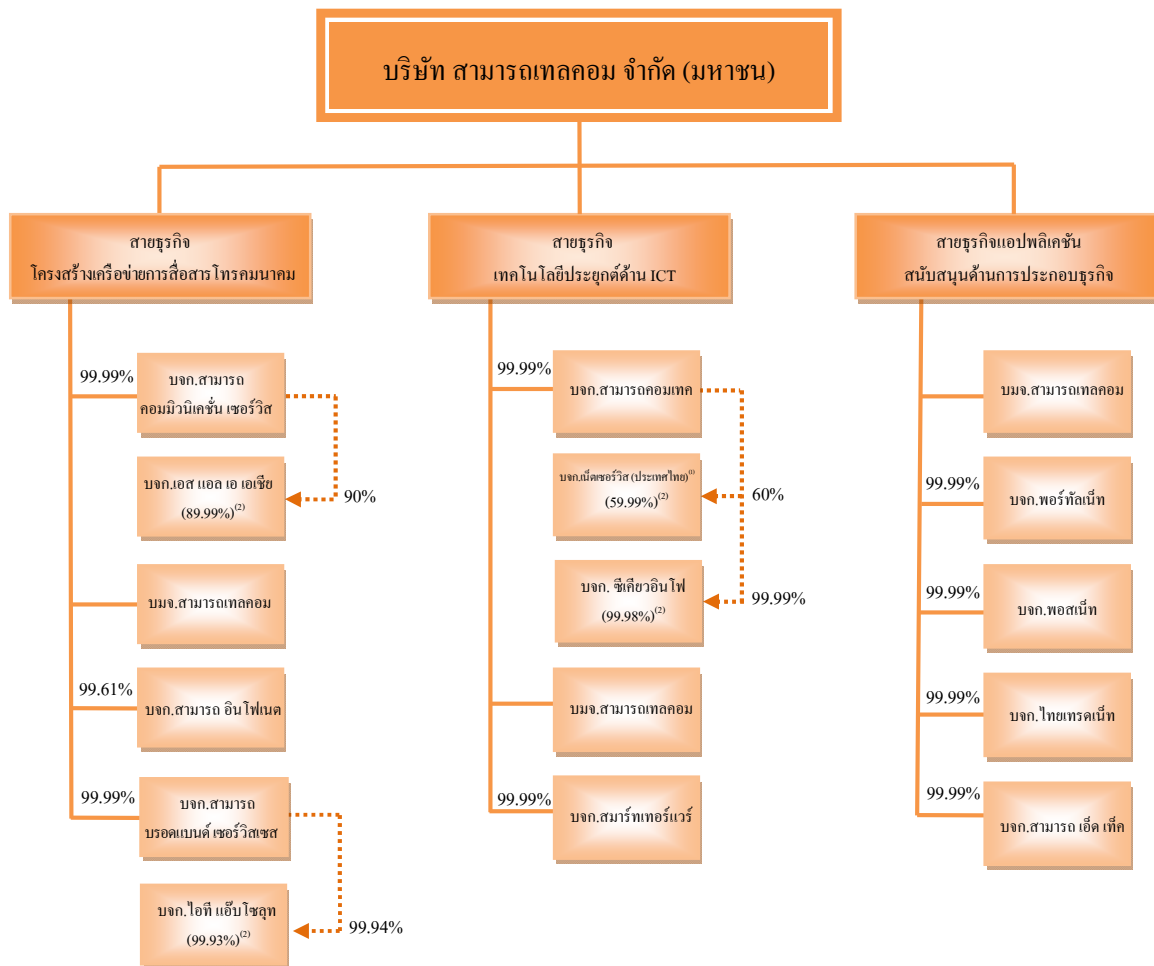 บริษัท สามารถเทลคอม จำกัด (มหาชน)
สายธุรกิจ
โครงสร้างเครือข่ายการสื่อสารโทรคมนาคม
99.99%
บจก.สามารถ
คอมมิวนิเคชั่น เซอร์วิส
บจก.เอส แอล เอ เอเชีย
(89.99%)(2)
90%
บมจ.สามารถเทลคอม
99.61%
บจก.สามารถ อินโฟเนต
99.99%
บจก.สามารถ
บรอดแบนด์ เซอร์วิสเซส
บจก.ไอที แอ๊บโซลุท
(99.93%)(2)
99.94%
สายธุรกิจ
เทคโนโลยีประยุกต์ด้าน ICT
99.99%
บจก.สามารถคอมเทค
บจก.เน็ตเซอร์วิส (ประเทศไทย)(1)
(59.99%)(2)
60%
บจก. ซีเคียวอินโฟ
(99.98%)(2)
99.99%
บมจ.สามารถเทลคอม
99.99%
บจก.สมาร์ทเทอร์แวร์
สายธุรกิจแอปพลิเคชัน
สนับสนุนด้านการประกอบธุรกิจ
บมจ.สามารถเทลคอม
99.99%
บจก.พอร์ทัลเน็ท
99.99%
บจก.พอสเน็ท
99.99%
บจก.ไทยเทรดเน็ท
99.99%
บจก.สามารถ เอ็ด เท็ค